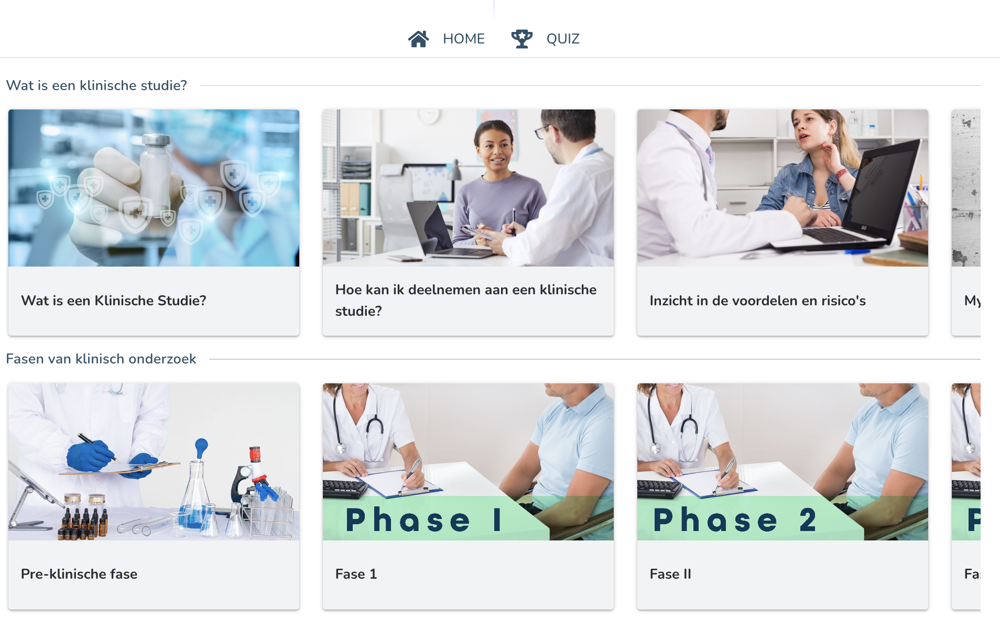 HOME QUIZ
Wat is een klinische studie?
Wat is een Klinische Studie?
Hoe kan ik deelnemen aan een klinische
studie?
Inzicht in de voordelen en risico's
My
Fasen van klinisch onderzoek
Phase 1
Phase 2
P
Pre-klinische fase
Fase 1
Fase II
Fa